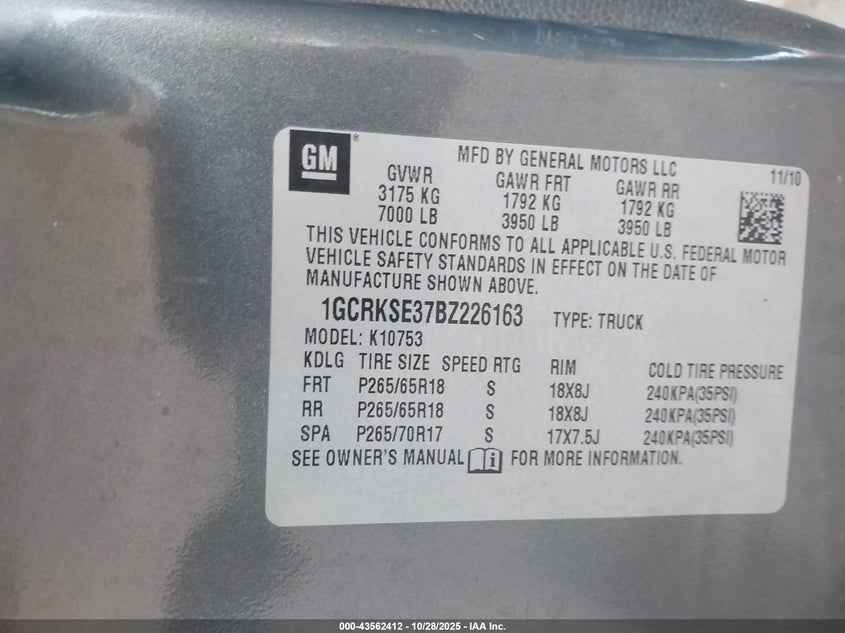 GM
MFD BY GENERAL MOTORS LLC
11/10
GVWR GAWR FRT GAWR RR
3175 KG 1792 KG 1792 KG
7000 LB 3950 LB 3950 LB
THIS VEHICLE CONFORMS TO ALL APPLICABLE U.S. FEDERAL MOTOR
VEHICLE SAFETY STANDARDS IN EFFECT ON THE DATE OF
MANUFACTURE SHOWN ABOVE.
1GCRKSE37BZ226163 TYPE: TRUCK
MODEL: K10753
KDLG TIRE SIZE SPEED RTG RIM COLD TIRE PRESSURE
FRT P265/65R18 S 18X8J 240KPA(35PSI)
RR P265/65R18 S 18X8J 240KPA(35PSI)
SPA P265/70R17 S 17X7.5J 240KPA(35PSI)
SEE OWNER'S MANUAL FOR MORE INFORMATION.
000-43562412 - 10/28/2025 - IAA Inc.